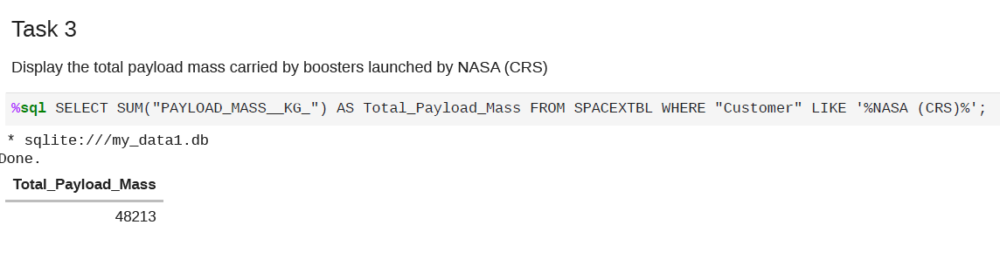 Task 3
Display the total payload mass carried by boosters launched by NASA (CRS)
%sql SELECT SUM("PAYLOAD_MASS__KG_") AS Total_Payload_Mass FROM SPACEXTBL WHERE "Customer" LIKE '%NASA (CRS)%';
* sqlite:///my_data1.db
Done.
Total_Payload_Mass
48213